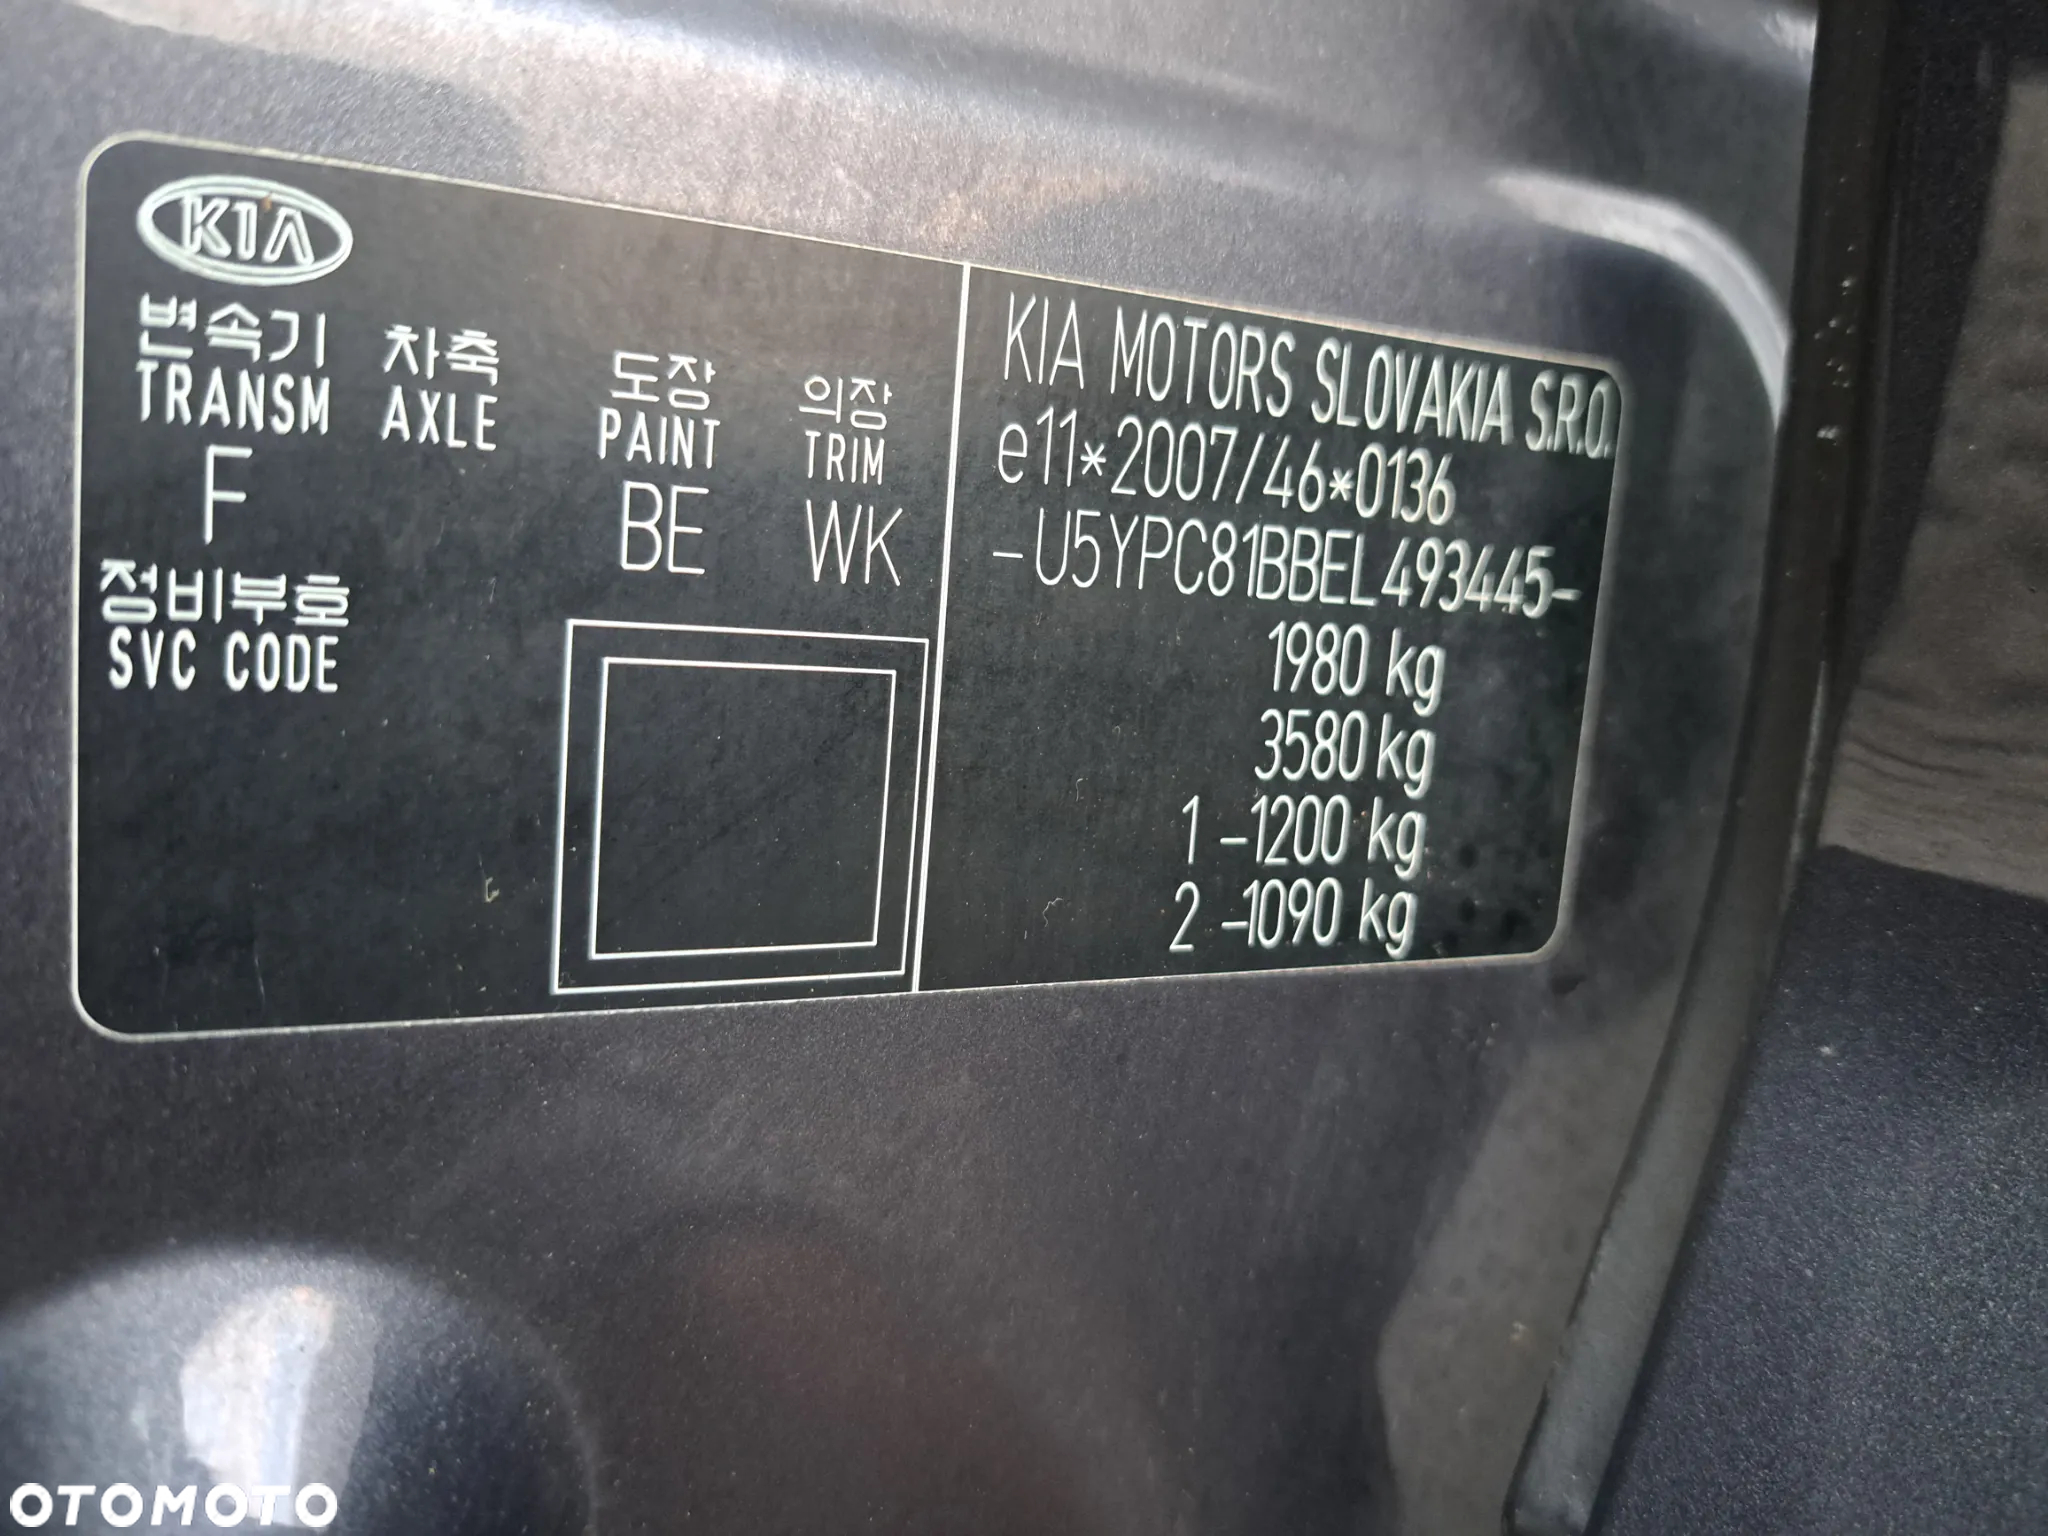 KIA
변속기 차축 도장 의장
TRANSM AXLE PAINT TRIM
F BE WK
정비부호
SVC CODE
KIA MOTORS SLOVAKIA S.R.O.
e11*2007/46*0136
-U5YPC81BBEL493445-
1980 kg
3580 kg
1 -1200 kg
2 -1090 kg
OTOMOTO